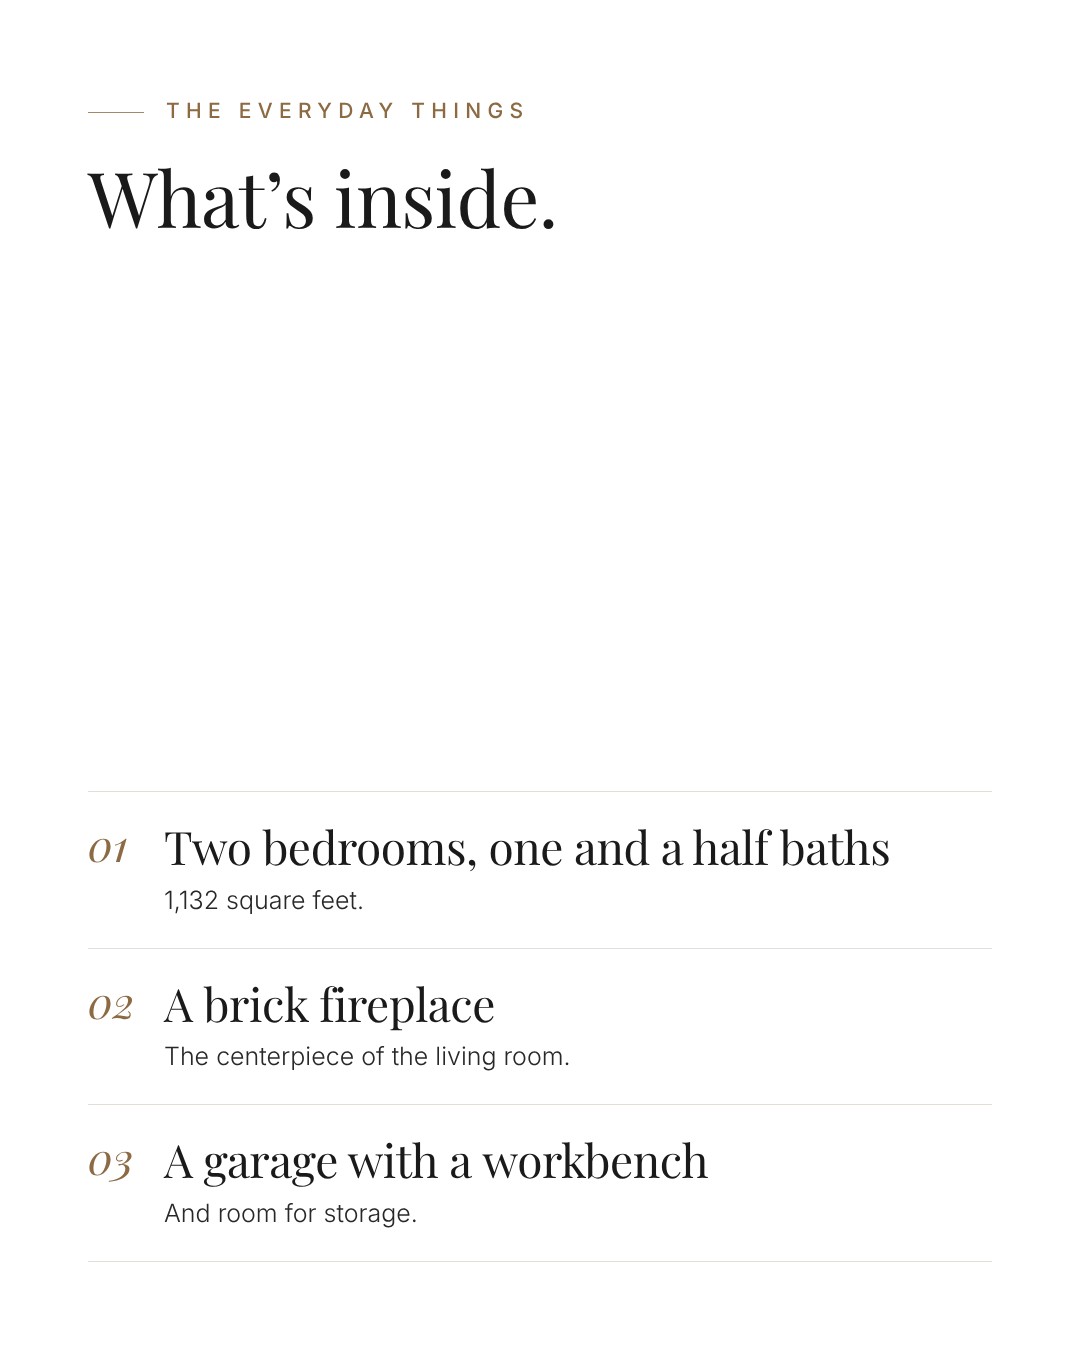 THE EVERYDAY THINGS
What’s inside.
01 Two bedrooms, one and a half baths
1,132 square feet.
02 A brick fireplace
The centerpiece of the living room.
03 A garage with a workbench
And room for storage.